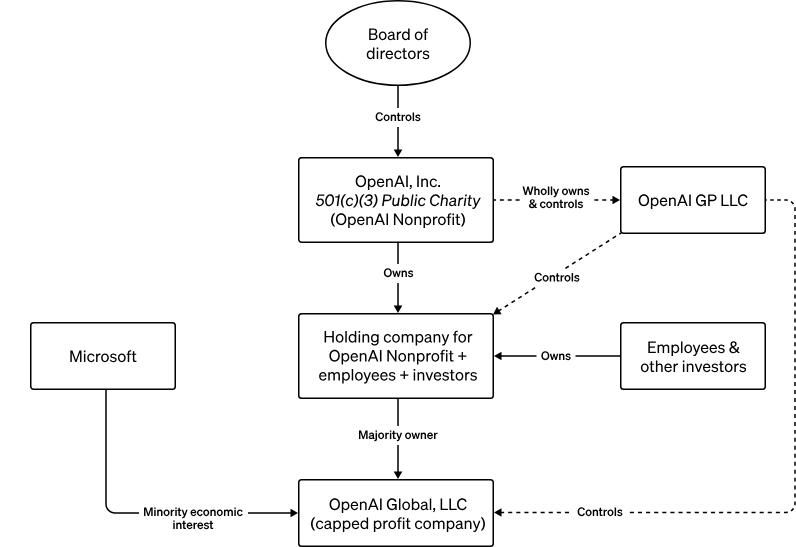 Board of
directors
Controls
OpenAI, Inc.
501(c)(3) Public Charity
(OpenAI Nonprofit)
Wholly owns
& controls
OpenAI GP LLC
Owns
Controls
Holding company for
OpenAI Nonprofit +
employees + investors
Owns
Employees &
other investors
Microsoft
Majority owner
Minority economic
interest
OpenAI Global, LLC
(capped profit company)
Controls